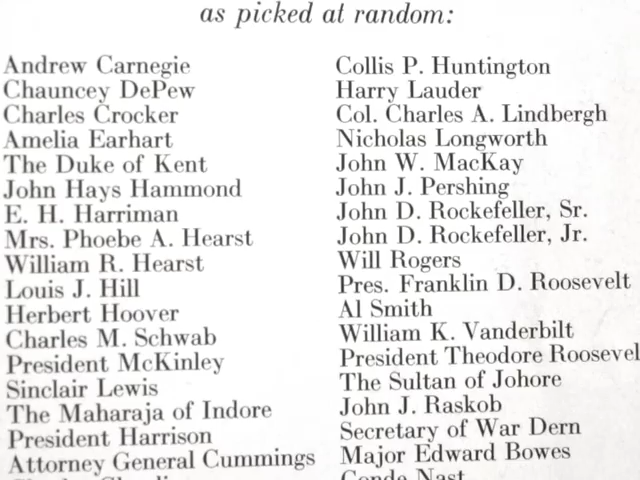 as picked at random:
Andrew Carnegie
Chauncey DePew
Charles Crocker
Amelia Earhart
The Duke of Kent
John Hays Hammond
E. H. Harriman
Mrs. Phoebe A. Hearst
William R. Hearst
Louis J. Hill
Herbert Hoover
Charles M. Schwab
President McKinley
Sinclair Lewis
The Maharaja of Indore
President Harrison
Attorney General Cummings
Collis P. Huntington
Harry Lauder
Col. Charles A. Lindbergh
Nicholas Longworth
John W. MacKay
John J. Pershing
John D. Rockefeller, Sr.
John D. Rockefeller, Jr.
Will Rogers
Pres. Franklin D. Roosevelt
Al Smith
William K. Vanderbilt
President Theodore Roosevel
The Sultan of Johore
John J. Raskob
Secretary of War Dern
Major Edward Bowes
Conde Nast